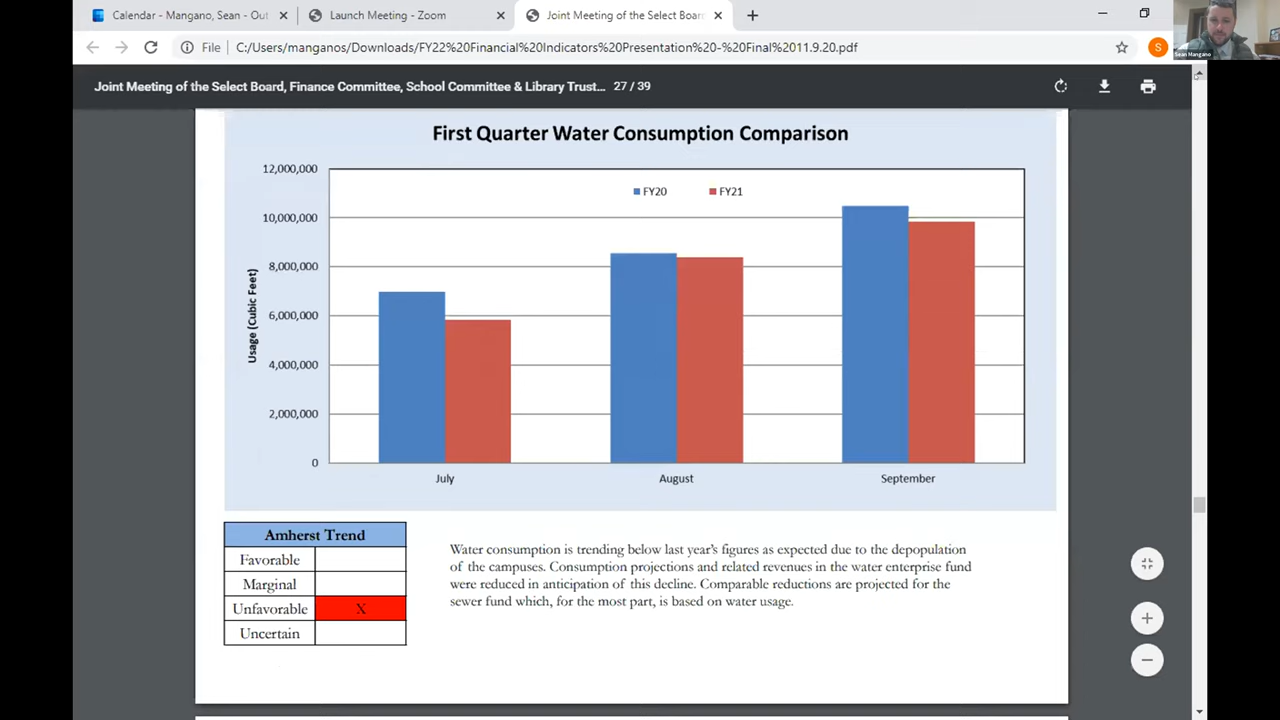 Calendar - Mangano, Sean - Out
Launch Meeting - Zoom
Joint Meeting of the Select Boar
File
C:/Users/manganos/Downloads/FY22%20Financial%20Indicators%20Presentation%20-%20Final%2011.9.20.pdf
S
Sean Mangano
Joint Meeting of the Select Board, Finance Committee, School Committee & Library Trust... 27 / 39
First Quarter Water Consumption Comparison
12,000,000
10,000,000
8,000,000
6,000,000
4,000,000
2,000,000
0
Usage (Cubic Feet)
FY20
FY21
July
August
September
Amherst Trend
Favorable
Marginal
Unfavorable X
Uncertain
Water consumption is trending below last year's figures as expected due to the depopulation
of the campuses. Consumption projections and related revenues in the water enterprise fund
were reduced in anticipation of this decline. Comparable reductions are projected for the
sewer fund which, for the most part, is based on water usage.